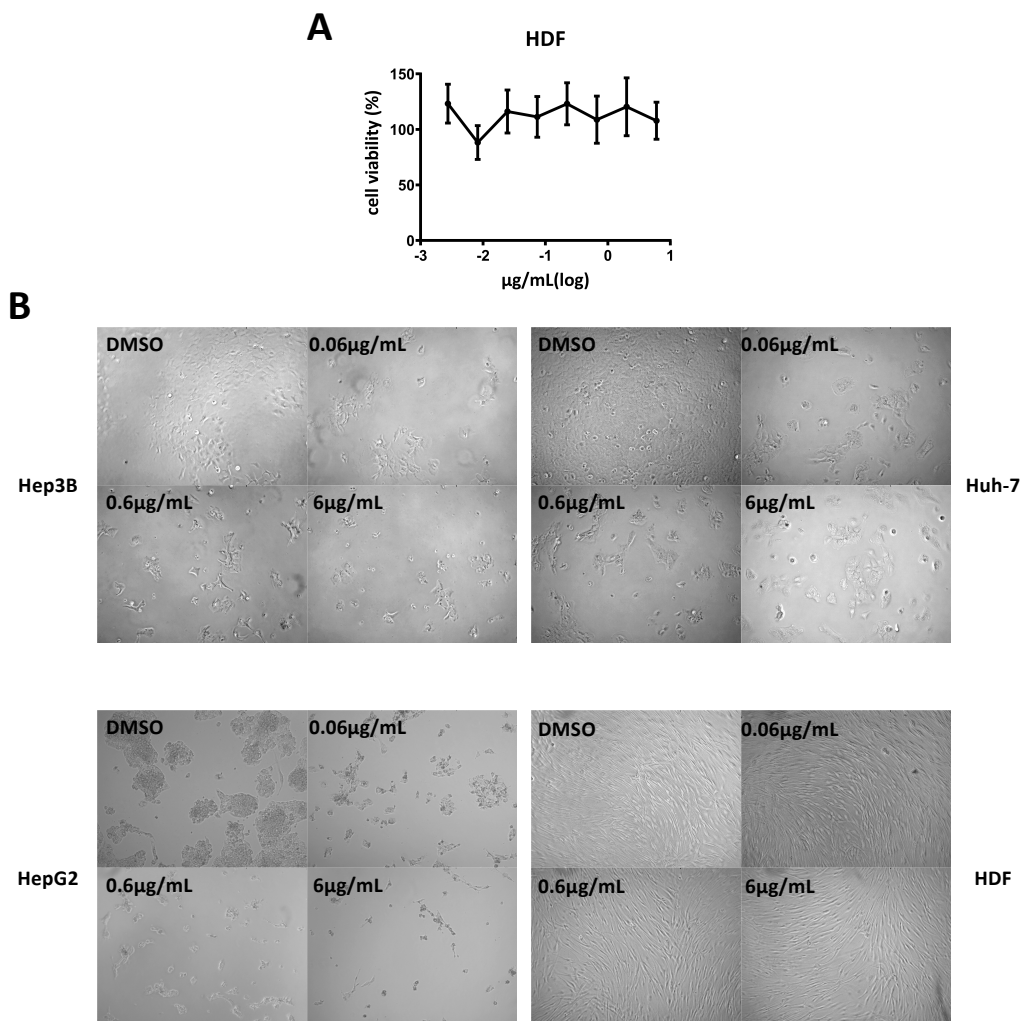 A
HDF
150
100
50
0
cell viability (%)
-3 -2 -1 0 1
µg/mL(log)
B
DMSO 0.06µg/mL
0.6µg/mL 6µg/mL
Hep3B
DMSO 0.06µg/mL
0.6µg/mL 6µg/mL
Huh-7
DMSO 0.06µg/mL
0.6µg/mL 6µg/mL
HepG2
DMSO 0.06µg/mL
0.6µg/mL 6µg/mL
HDF